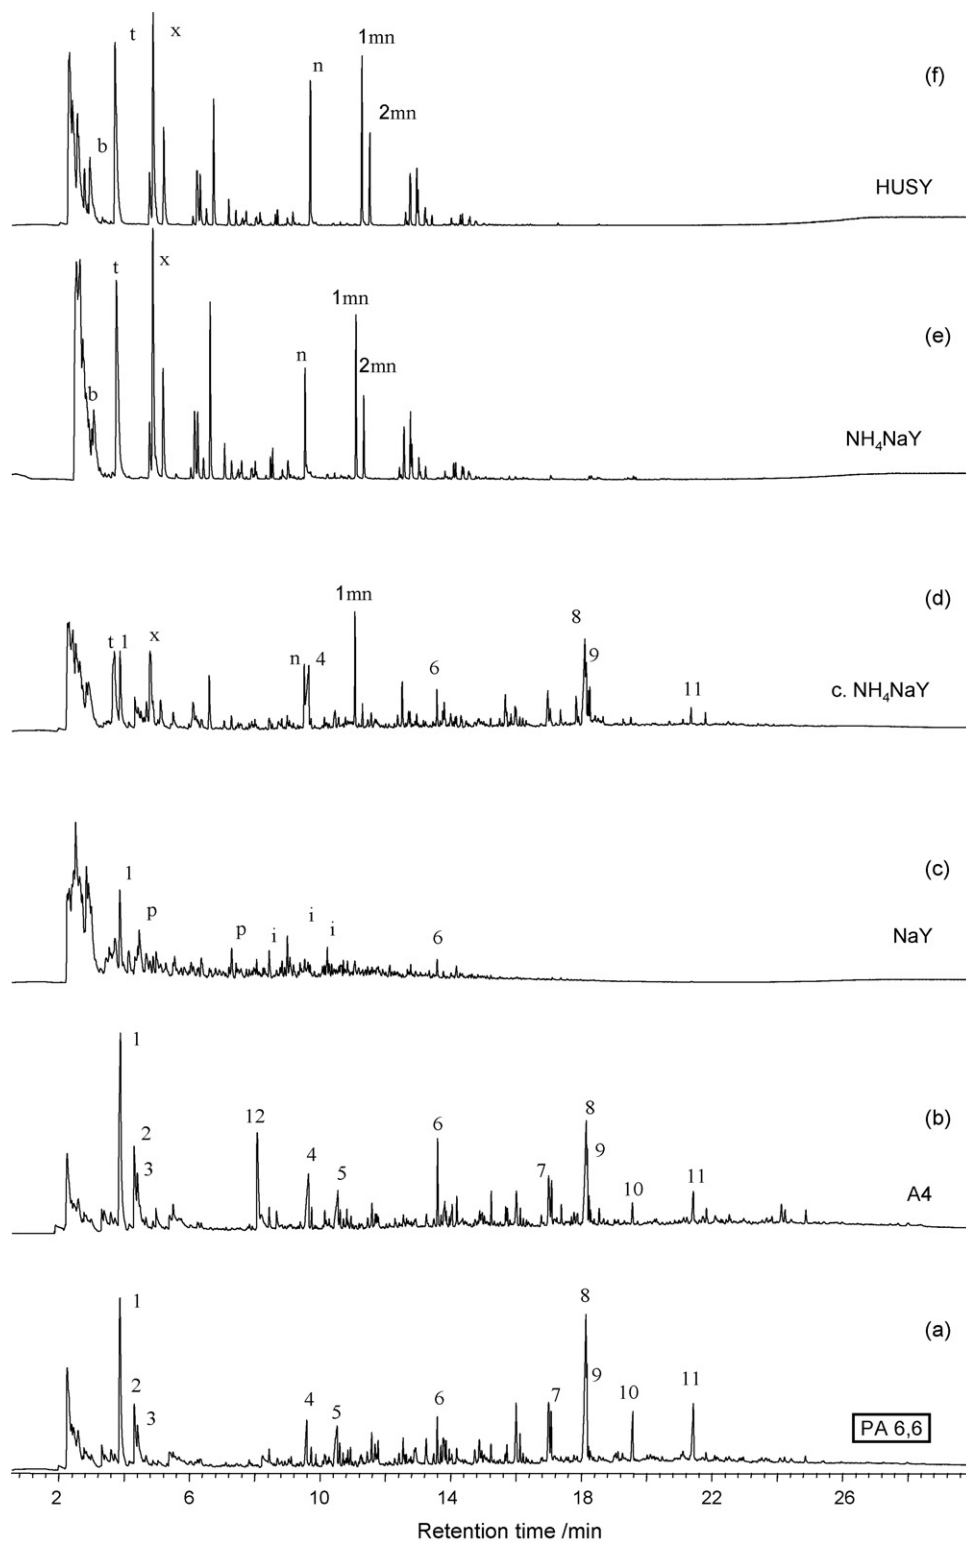 t x 1mn
n
2mn
b
(f)
HUSY
t x
1mn
n 2mn
b
(e)
NH₄NaY
1mn
t 1 x
n 4
6
8
9
11
(d)
c. NH₄NaY
1
p
p i i i
6
(c)
NaY
1
2
3
12
4
5
6
7
8
9
10
11
(b)
A4
1
2
3
4
5
6
7
8
9
10
11
(a)
PA 6,6
2 6 10 14 18 22 26
Retention time /min